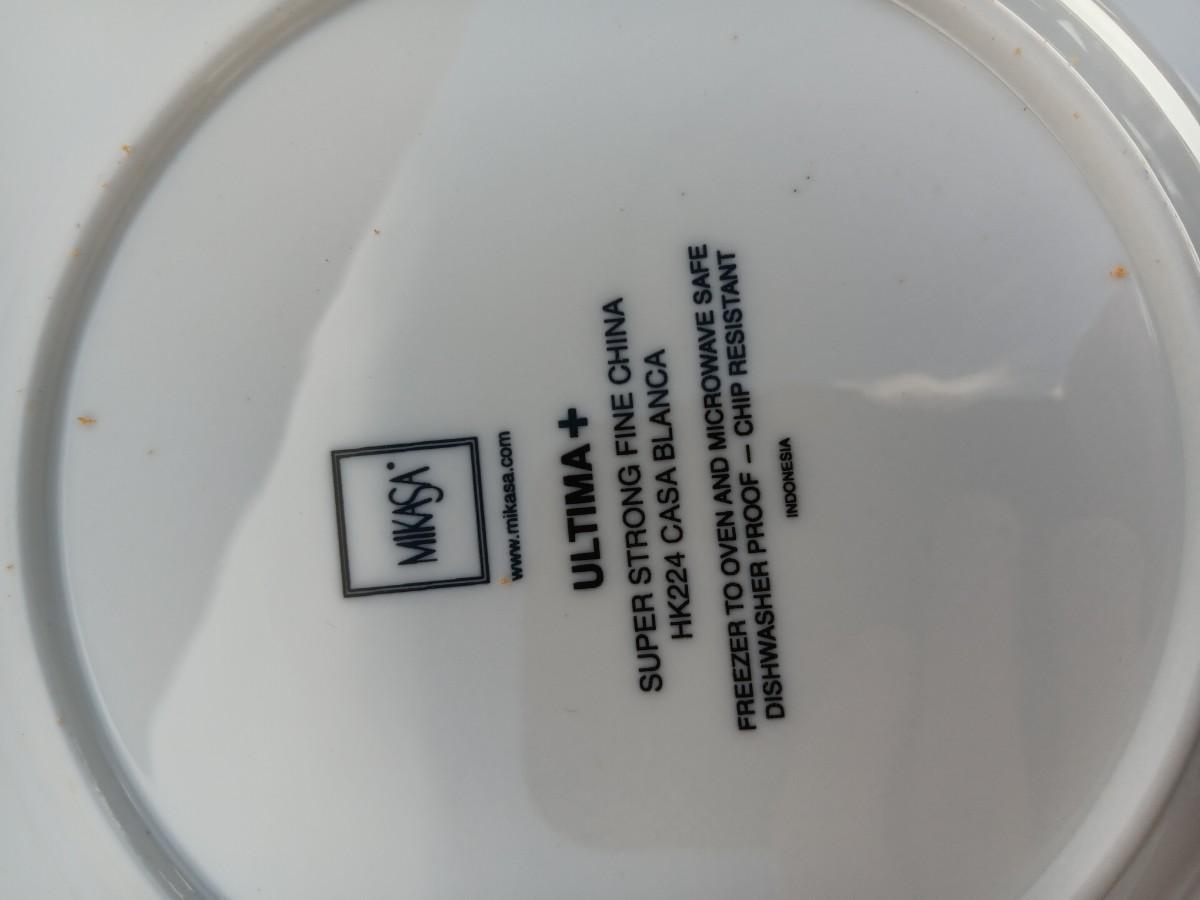 MIKASA
www.mikasa.com
ULTIMA+
SUPER STRONG FINE CHINA
HK224 CASA BLANCA
FREEZER TO OVEN AND MICROWAVE SAFE
DISHWASHER PROOF – CHIP RESISTANT
INDONESIA